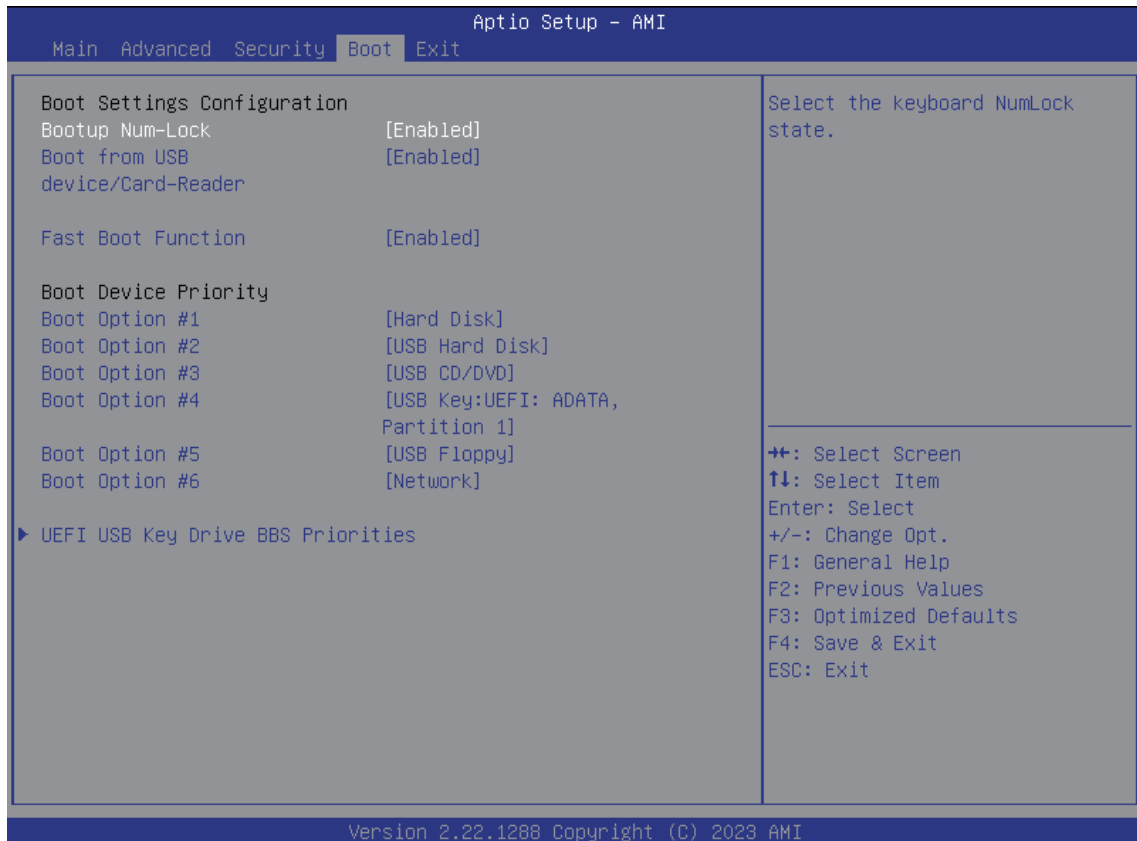 Aptio Setup – AMI
Main Advanced Security Boot Exit
Boot Settings Configuration
Bootup Num-Lock [Enabled]
Boot from USB [Enabled]
device/Card-Reader
Fast Boot Function [Enabled]
Boot Device Priority
Boot Option #1 [Hard Disk]
Boot Option #2 [USB Hard Disk]
Boot Option #3 [USB CD/DVD]
Boot Option #4 [USB Key:UEFI: ADATA,
Partition 1]
Boot Option #5 [USB Floppy]
Boot Option #6 [Network]
▶ UEFI USB Key Drive BBS Priorities
Select the keyboard NumLock
state.
→←: Select Screen
↑↓: Select Item
Enter: Select
+/-: Change Opt.
F1: General Help
F2: Previous Values
F3: Optimized Defaults
F4: Save & Exit
ESC: Exit
Version 2.22.1288 Copyright (C) 2023 AMI